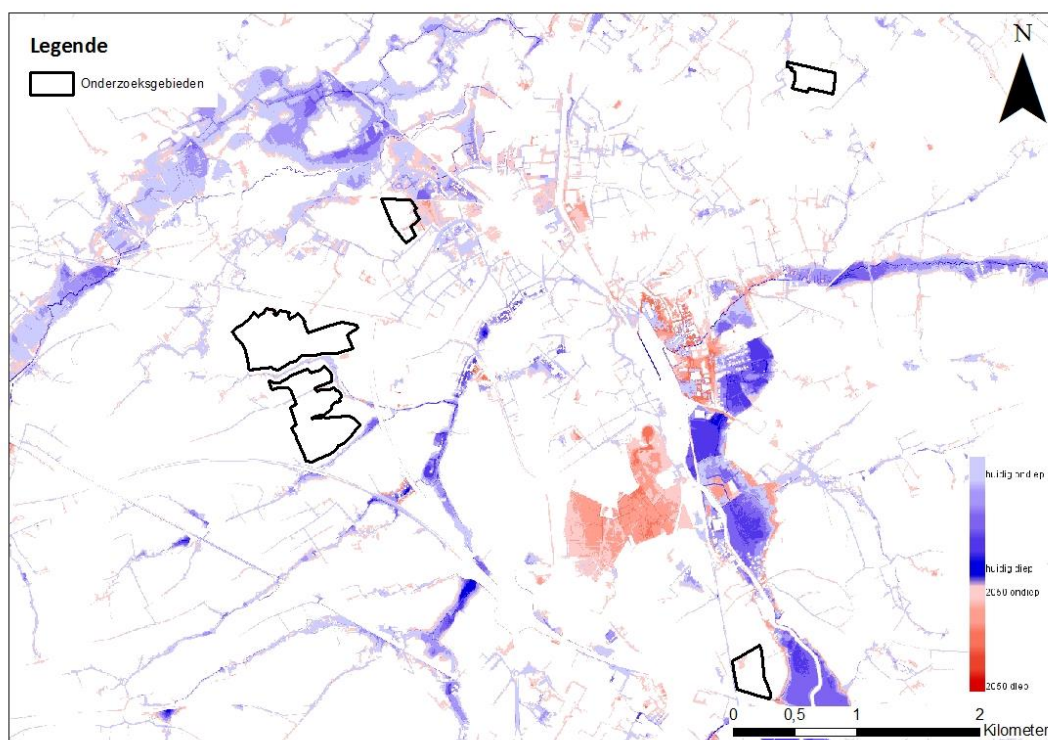 Legende
Onderzoeksgebieden
N
huidig ondiep
huidig diep
2050 ondiep
2050 diep
0 0,5 1 2
Kilometer